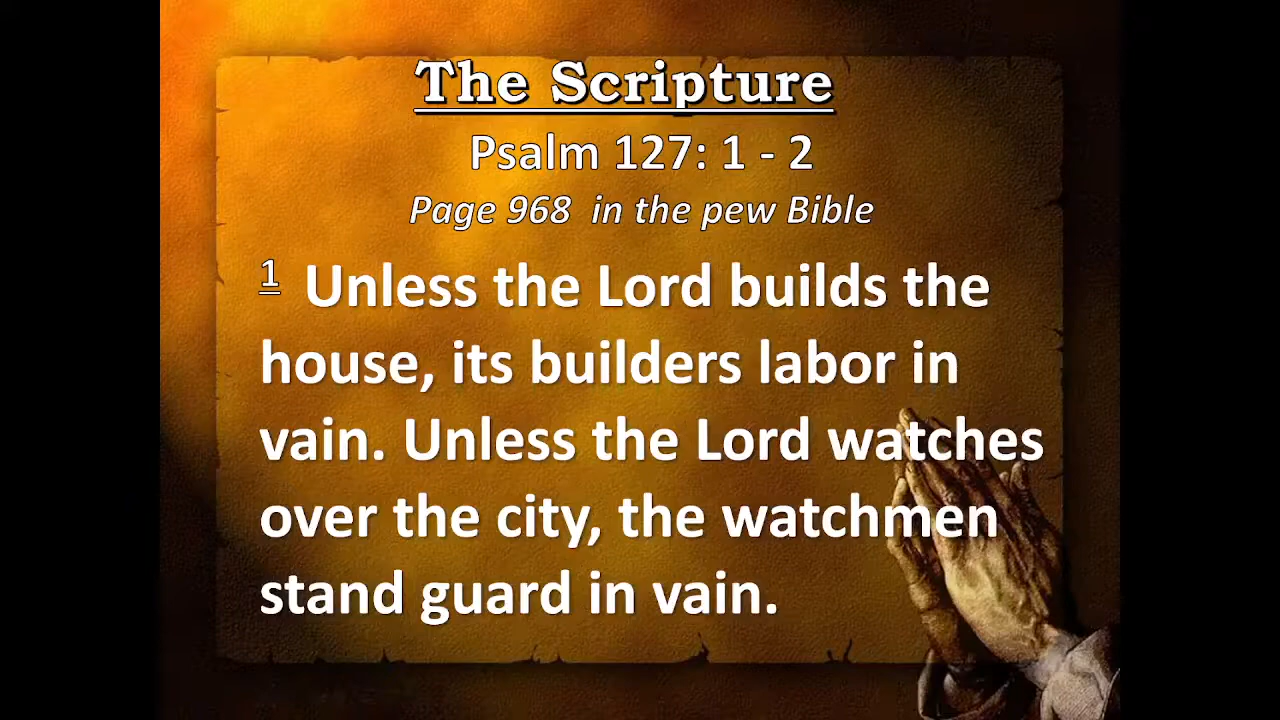 The Scripture
Psalm 127: 1 - 2
Page 968 in the pew Bible
1 Unless the Lord builds the
house, its builders labor in
vain. Unless the Lord watches
over the city, the watchmen
stand guard in vain.